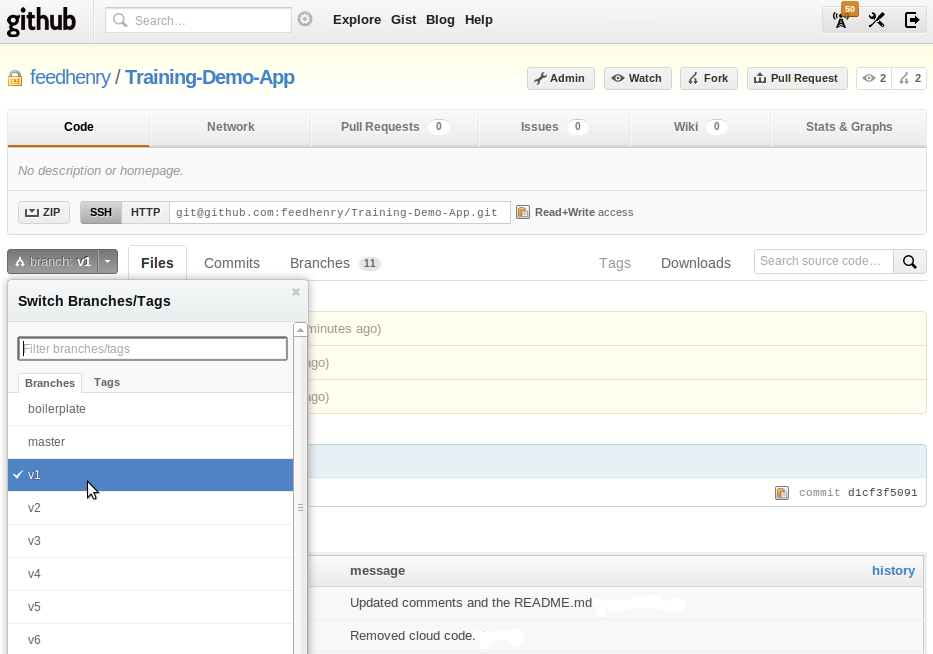 github Search... Explore Gist Blog Help 50
feedhenry / Training-Demo-App Admin Watch Fork Pull Request 2 2
Code Network Pull Requests 0 Issues 0 Wiki 0 Stats & Graphs
No description or homepage.
ZIP SSH HTTP git@github.com:feedhenry/Training-Demo-App.git Read+Write access
branch: v1 Files Commits Branches 11 Tags Downloads Search source code...
Switch Branches/Tags
minutes ago)
Filter branches/tags
ago)
Branches Tags
ago)
boilerplate
master
v1
commit d1cf3f5091
v2
v3
v4
message history
v5
Updated comments and the README.md
v6
Removed cloud code.